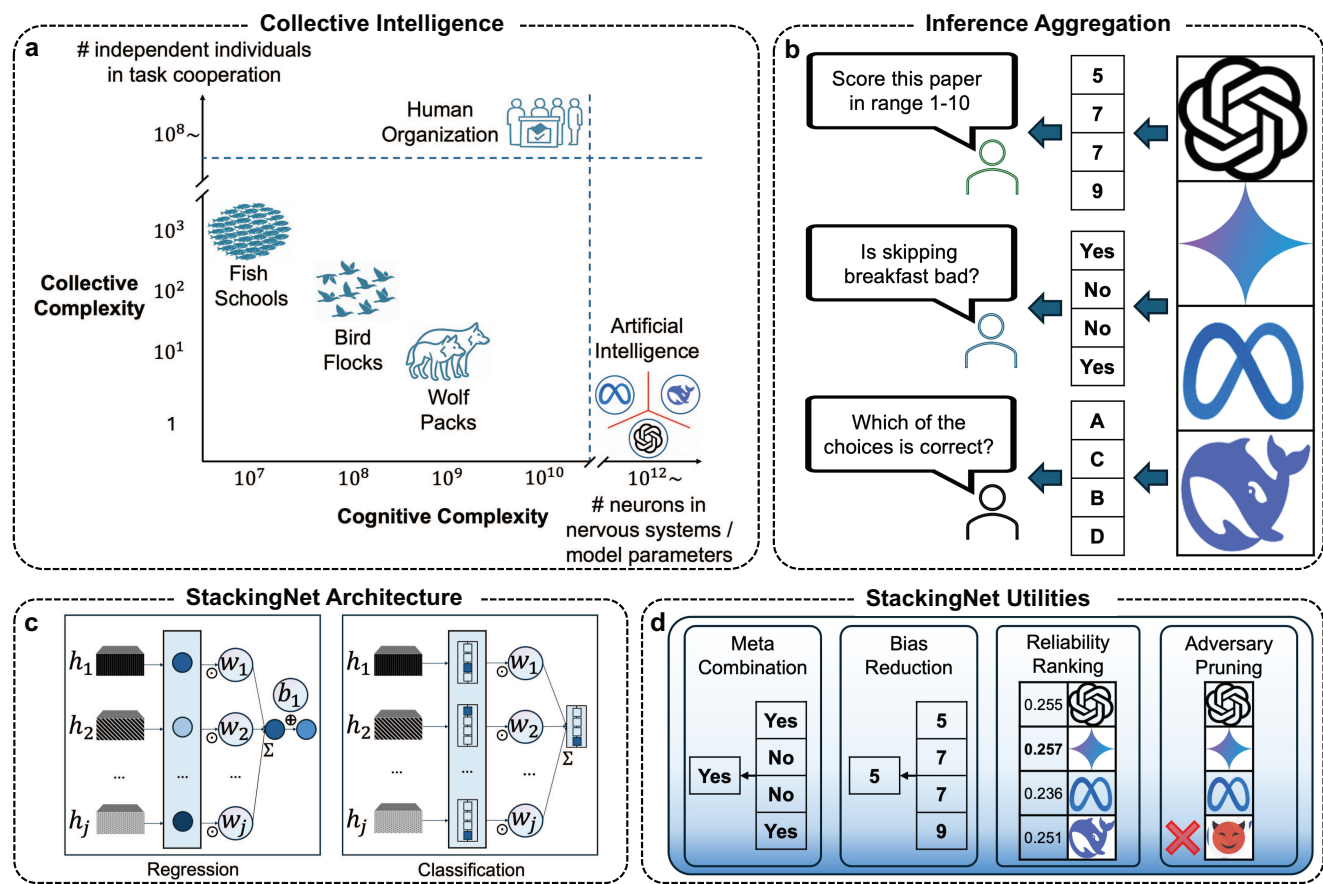 Collective Intelligence
a
# independent individuals
in task cooperation
10⁸~
10³
10²
10¹
1
Collective
Complexity
Human
Organization
Fish
Schools
Bird
Flocks
Wolf
Packs
Artificial
Intelligence
10⁷
10⁸
10⁹
10¹⁰
10¹²~
Cognitive Complexity
# neurons in
nervous systems /
model parameters
Inference Aggregation
b
Score this paper
in range 1-10
5
7
7
9
Is skipping
breakfast bad?
Yes
No
No
Yes
Which of the
choices is correct?
A
C
B
D
StackingNet Architecture
c
h₁
w₁
b₁
h₂
w₂
Σ
...
...
...
hⱼ
wⱼ
Regression
h₁
w₁
h₂
w₂
Σ
...
...
...
hⱼ
wⱼ
Classification
StackingNet Utilities
d
Meta
Combination
Yes
Yes
No
No
Yes
Bias
Reduction
5
5
7
7
9
Reliability
Ranking
0.255
0.257
0.236
0.251
Adversary
Pruning